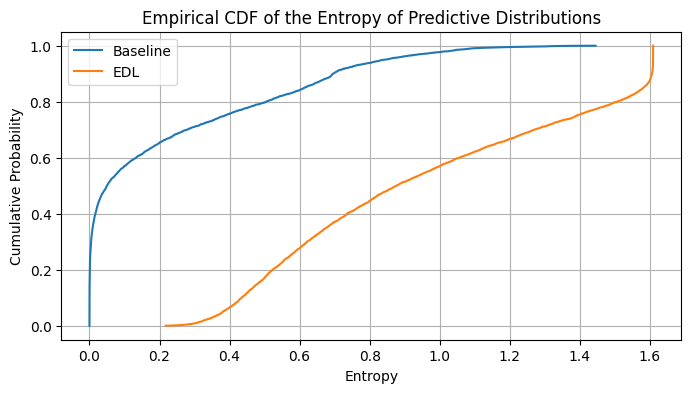 Empirical CDF of the Entropy of Predictive Distributions
Baseline
EDL
Cumulative Probability
1.0
0.8
0.6
0.4
0.2
0.0
0.0 0.2 0.4 0.6 0.8 1.0 1.2 1.4 1.6
Entropy